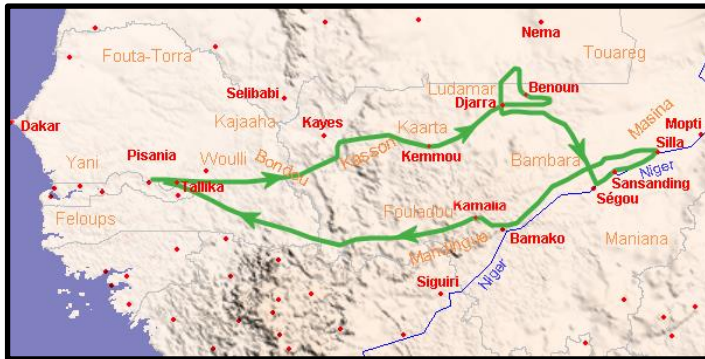 Nema
Fouta-Torra
Touareg
Ludamar
Benoun
Selibabi
Djarra
Kajaaha
Kayes
Kaarta
Masina
Mopti
Dakar
Kasson
Kemmou
Silla
Yani
Pisania
Woulli
Bondou
Bambara
Niger
Tallika
Sansanding
Ségou
Feloups
Fouladou
Kamalia
Bamako
Maniana
Siguiri
Niger